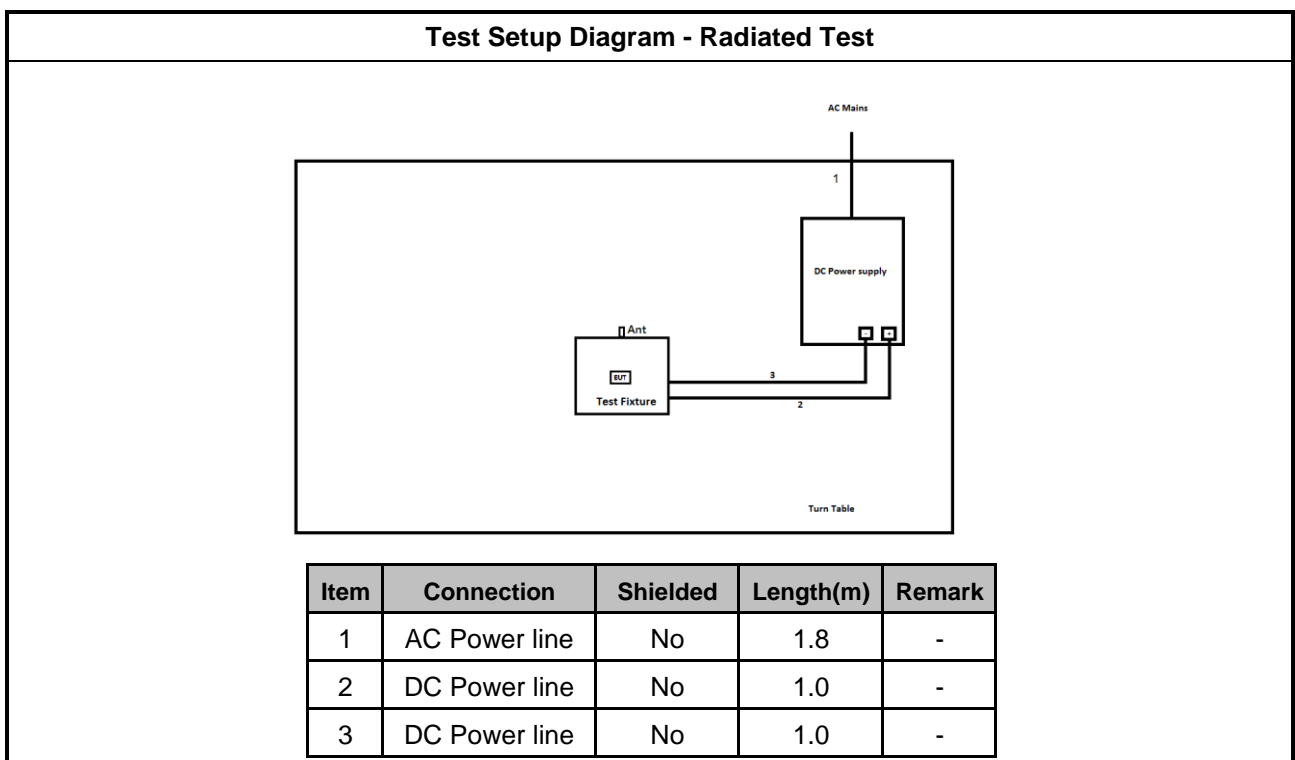 Test Setup Diagram - Radiated Test
AC Mains
1
DC Power supply
- +
Ant
EUT
3
Test Fixture
2
Turn Table
Item Connection Shielded Length(m) Remark
1 AC Power line No 1.8 -
2 DC Power line No 1.0 -
3 DC Power line No 1.0 -